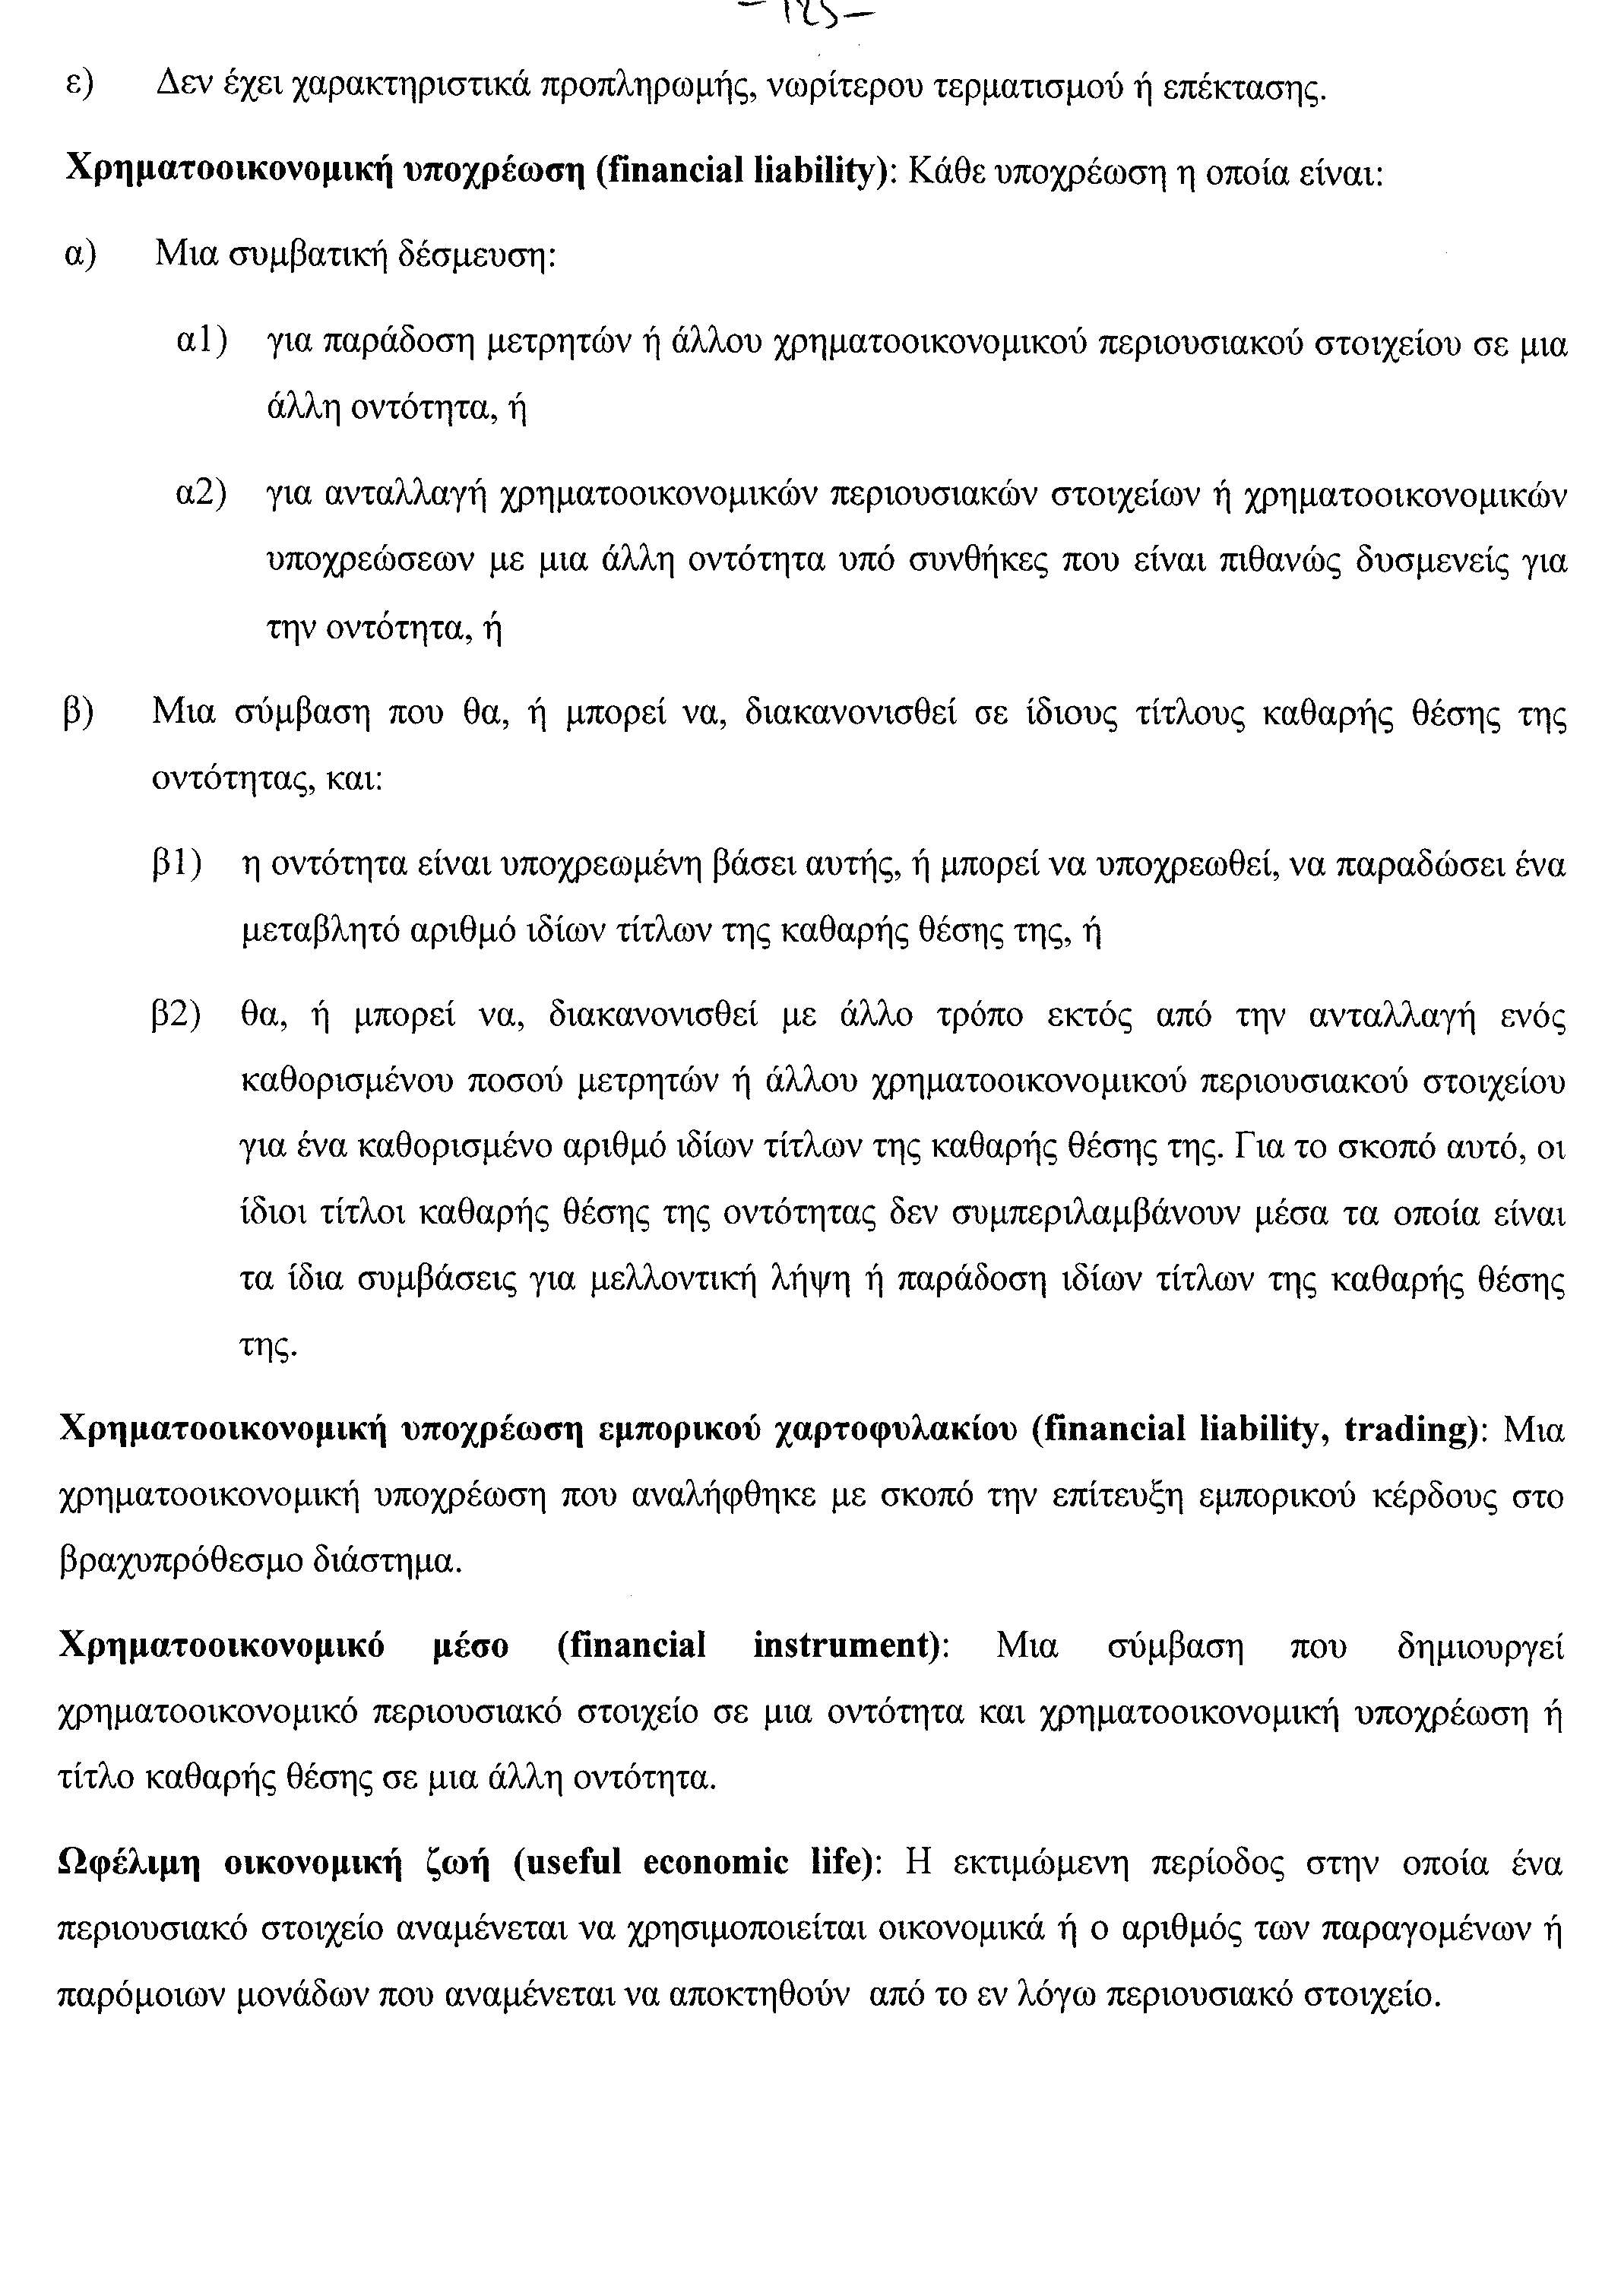 - 125 -
ε) Δεν έχει χαρακτηριστικά προπληρωμής, νωρίτερου τερματισμού ή επέκτασης.
Χρηματοοικονομική υποχρέωση (financial liability): Κάθε υποχρέωση η οποία είναι:
α) Μια συμβατική δέσμευση:
α1) για παράδοση μετρητών ή άλλου χρηματοοικονομικού περιουσιακού στοιχείου σε μια
άλλη οντότητα, ή
α2) για ανταλλαγή χρηματοοικονομικών περιουσιακών στοιχείων ή χρηματοοικονομικών
υποχρεώσεων με μια άλλη οντότητα υπό συνθήκες που είναι πιθανώς δυσμενείς για
την οντότητα, ή
β) Μια σύμβαση που θα, ή μπορεί να, διακανονισθεί σε ίδιους τίτλους καθαρής θέσης της
οντότητας, και:
β1) η οντότητα είναι υποχρεωμένη βάσει αυτής, ή μπορεί να υποχρεωθεί, να παραδώσει ένα
μεταβλητό αριθμό ιδίων τίτλων της καθαρής θέσης της, ή
β2) θα, ή μπορεί να, διακανονισθεί με άλλο τρόπο εκτός από την ανταλλαγή ενός
καθορισμένου ποσού μετρητών ή άλλου χρηματοοικονομικού περιουσιακού στοιχείου
για ένα καθορισμένο αριθμό ιδίων τίτλων της καθαρής θέσης της. Για το σκοπό αυτό, οι
ίδιοι τίτλοι καθαρής θέσης της οντότητας δεν συμπεριλαμβάνουν μέσα τα οποία είναι
τα ίδια συμβάσεις για μελλοντική λήψη ή παράδοση ιδίων τίτλων της καθαρής θέσης
της.
Χρηματοοικονομική υποχρέωση εμπορικού χαρτοφυλακίου (financial liability, trading): Μια
χρηματοοικονομική υποχρέωση που αναλήφθηκε με σκοπό την επίτευξη εμπορικού κέρδους στο
βραχυπρόθεσμο διάστημα.
Χρηματοοικονομικό μέσο (financial instrument): Μια σύμβαση που δημιουργεί
χρηματοοικονομικό περιουσιακό στοιχείο σε μια οντότητα και χρηματοοικονομική υποχρέωση ή
τίτλο καθαρής θέσης σε μια άλλη οντότητα.
Ωφέλιμη οικονομική ζωή (useful economic life): Η εκτιμώμενη περίοδος στην οποία ένα
περιουσιακό στοιχείο αναμένεται να χρησιμοποιείται οικονομικά ή ο αριθμός των παραγομένων ή
παρόμοιων μονάδων που αναμένεται να αποκτηθούν από το εν λόγω περιουσιακό στοιχείο.